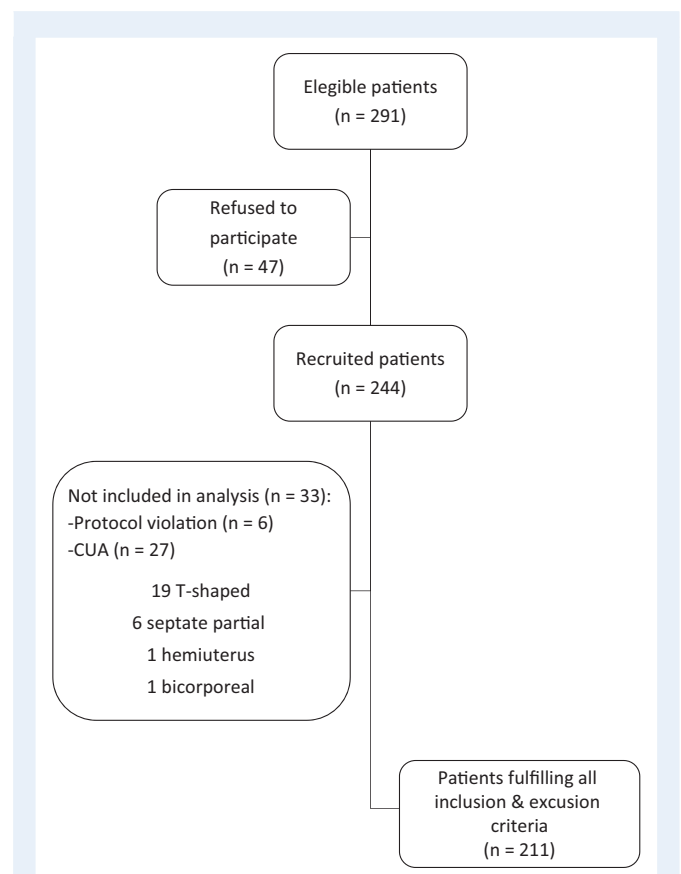 Elegible patients
(n = 291)
Refused to
participate
(n = 47)
Recruited patients
(n = 244)
Not included in analysis (n = 33):
-Protocol violation (n = 6)
-CUA (n = 27)
19 T-shaped
6 septate partial
1 hemiuterus
1 bicorporeal
Patients fulfilling all
inclusion & excusion
criteria
(n = 211)